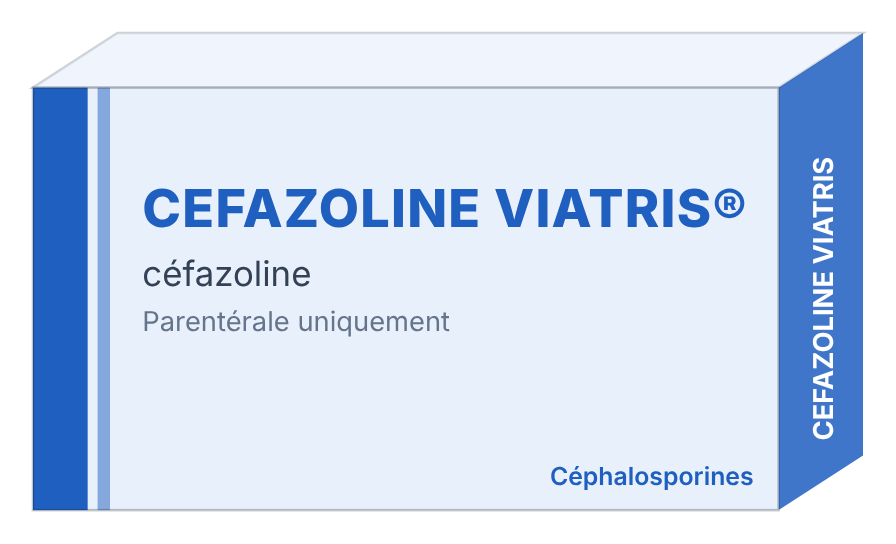 CEFAZOLINE VIATRIS®
céfazoline
Parentérale uniquement
Céphalosporines
CEFAZOLINE VIATRIS